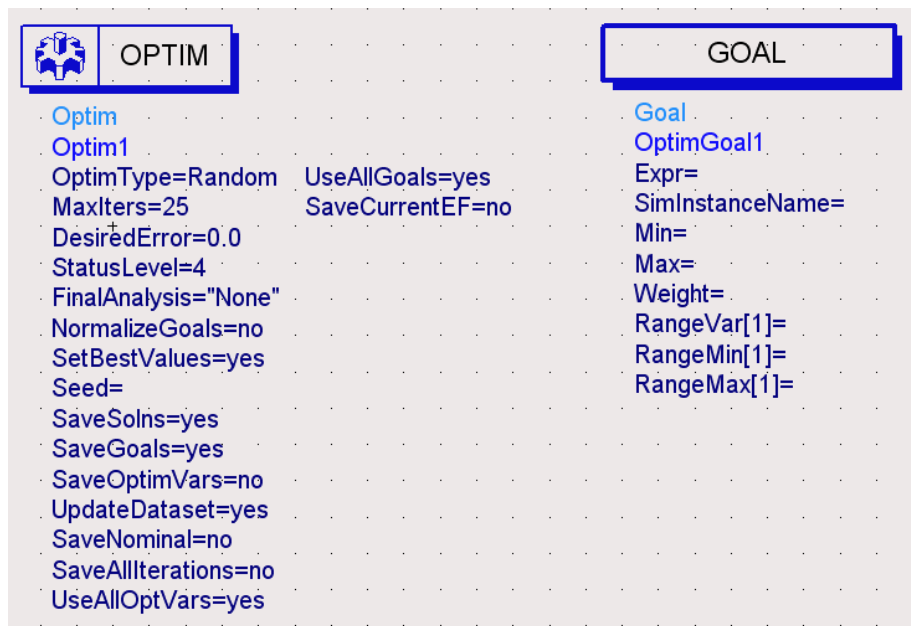 OPTIM
Optim
Optim1
OptimType=Random
MaxIters=25
DesiredError=0.0
StatusLevel=4
FinalAnalysis="None"
NormalizeGoals=no
SetBestValues=yes
Seed=
SaveSolns=yes
SaveGoals=yes
SaveOptimVars=no
UpdateDataset=yes
SaveNominal=no
SaveAllIterations=no
UseAllOptVars=yes
UseAllGoals=yes
SaveCurrentEF=no
GOAL
Goal
OptimGoal1
Expr=
SimInstanceName=
Min=
Max=
Weight=
RangeVar[1]=
RangeMin[1]=
RangeMax[1]=